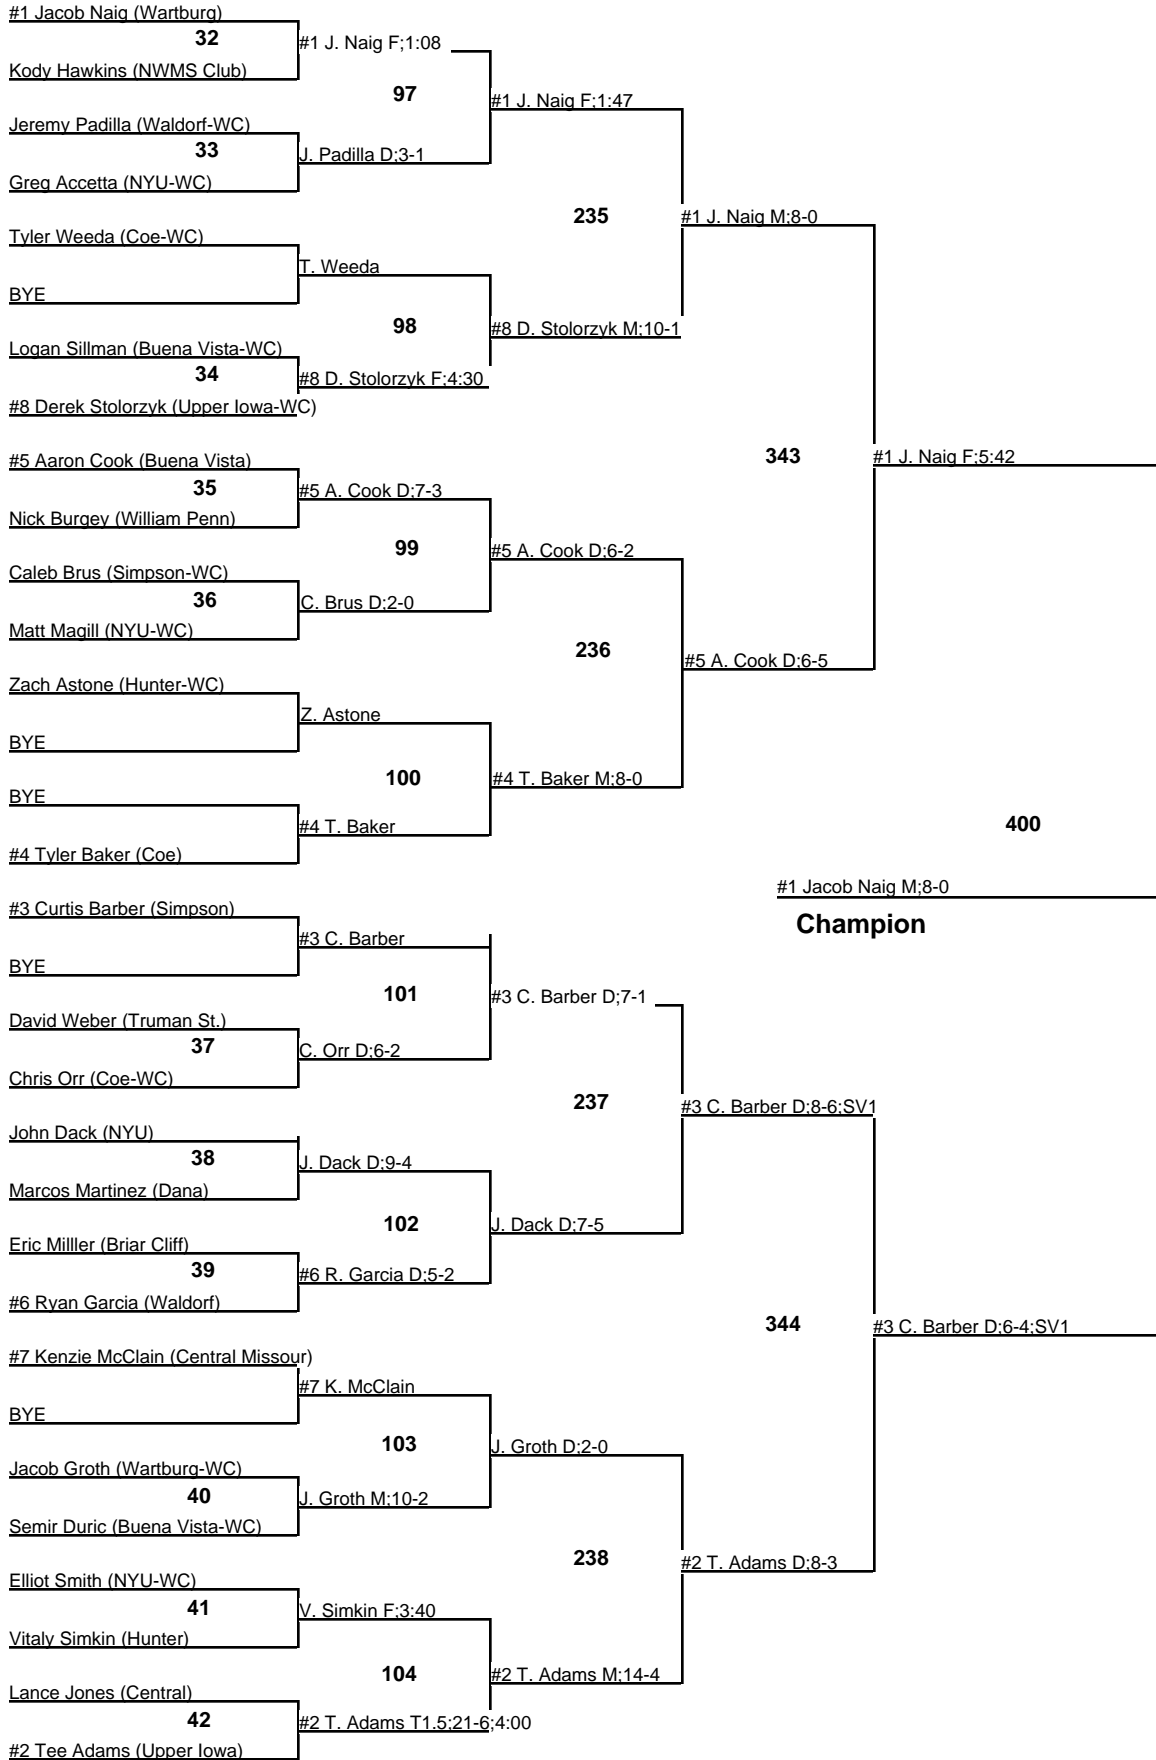 #1 Jacob Naig (Wartburg)
32
#1 J. Naig F;1:08
Kody Hawkins (NWMS Club)
97
#1 J. Naig F;1:47
Jeremy Padilla (Waldorf-WC)
33
J. Padilla D;3-1
Greg Accetta (NYU-WC)
235
#1 J. Naig M;8-0
Tyler Weeda (Coe-WC)
T. Weeda
BYE
98
#8 D. Stolorzyk M;10-1
Logan Sillman (Buena Vista-WC)
34
#8 D. Stolorzyk F;4:30
#8 Derek Stolorzyk (Upper Iowa-WC)
343
#1 J. Naig F;5:42
#5 Aaron Cook (Buena Vista)
35
#5 A. Cook D;7-3
Nick Burgey (William Penn)
99
#5 A. Cook D;6-2
Caleb Brus (Simpson-WC)
36
C. Brus D;2-0
Matt Magill (NYU-WC)
236
#5 A. Cook D;6-5
Zach Astone (Hunter-WC)
Z. Astone
BYE
100
#4 T. Baker M;8-0
BYE
#4 T. Baker
#4 Tyler Baker (Coe)
400
#1 Jacob Naig M;8-0
Champion
#3 Curtis Barber (Simpson)
#3 C. Barber
BYE
101
#3 C. Barber D;7-1
David Weber (Truman St.)
37
C. Orr D;6-2
Chris Orr (Coe-WC)
237
#3 C. Barber D;8-6;SV1
John Dack (NYU)
38
J. Dack D;9-4
Marcos Martinez (Dana)
102
J. Dack D;7-5
Eric Milller (Briar Cliff)
39
#6 R. Garcia D;5-2
#6 Ryan Garcia (Waldorf)
344
#3 C. Barber D;6-4;SV1
#7 Kenzie McClain (Central Missour)
#7 K. McClain
BYE
103
J. Groth D;2-0
Jacob Groth (Wartburg-WC)
40
J. Groth M;10-2
Semir Duric (Buena Vista-WC)
238
#2 T. Adams D;8-3
Elliot Smith (NYU-WC)
41
V. Simkin F;3:40
Vitaly Simkin (Hunter)
104
#2 T. Adams M;14-4
Lance Jones (Central)
42
#2 T. Adams T1.5;21-6;4:00
#2 Tee Adams (Upper Iowa)